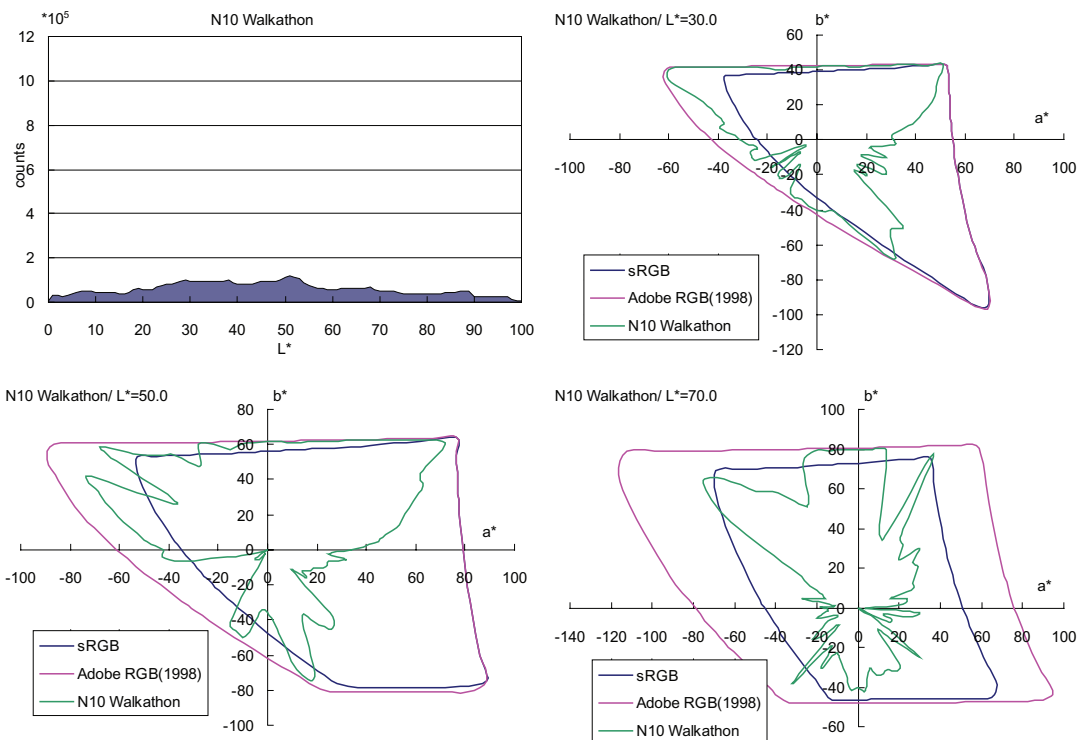 *10^5
N10 Walkathon
12
10
8
6
4
2
0
counts
0 10 20 30 40 50 60 70 80 90 100
L*
N10 Walkathon/ L*=30.0
b*
a*
60
40
20
0
-20
-40
-60
-80
-100
-120
-100 -80 -60 -40 -20 0 20 40 60 80 100
sRGB
Adobe RGB(1998)
N10 Walkathon
N10 Walkathon/ L*=50.0
b*
a*
80
60
40
20
0
-20
-40
-60
-80
-100
-100 -80 -60 -40 -20 0 20 40 60 80 100
sRGB
Adobe RGB(1998)
N10 Walkathon
N10 Walkathon/ L*=70.0
b*
a*
100
80
60
40
20
0
-20
-40
-60
-140 -120 -100 -80 -60 -40 -20 0 20 40 60 80 100
sRGB
Adobe RGB(1998)
N10 Walkathon